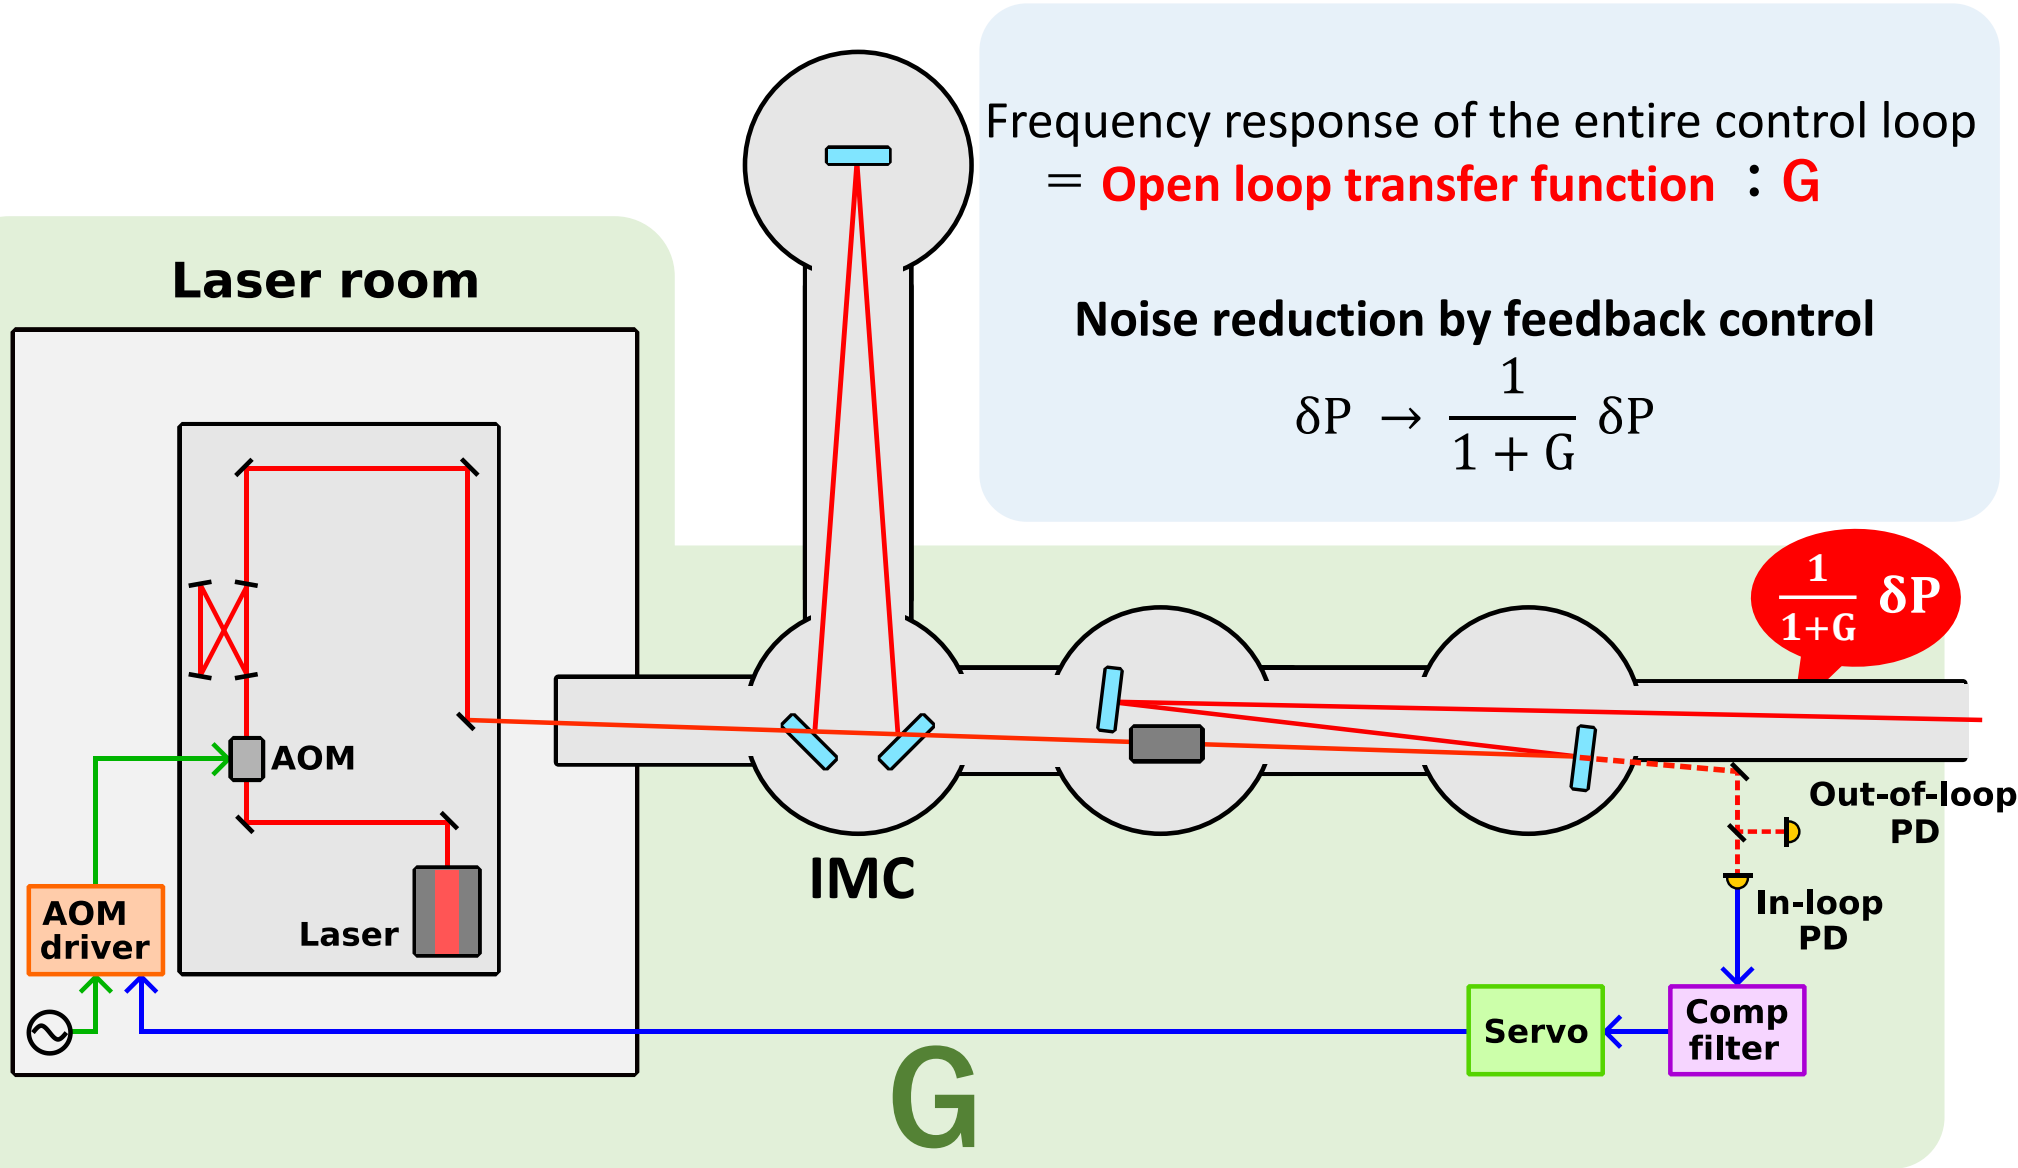 Frequency response of the entire control loop
= Open loop transfer function : G
Noise reduction by feedback control
δP → 1/(1 + G) δP
Laser room
1/(1+G) δP
AOM
Out-of-loop
PD
IMC
In-loop
PD
AOM
driver
Laser
Servo
Comp
filter
G